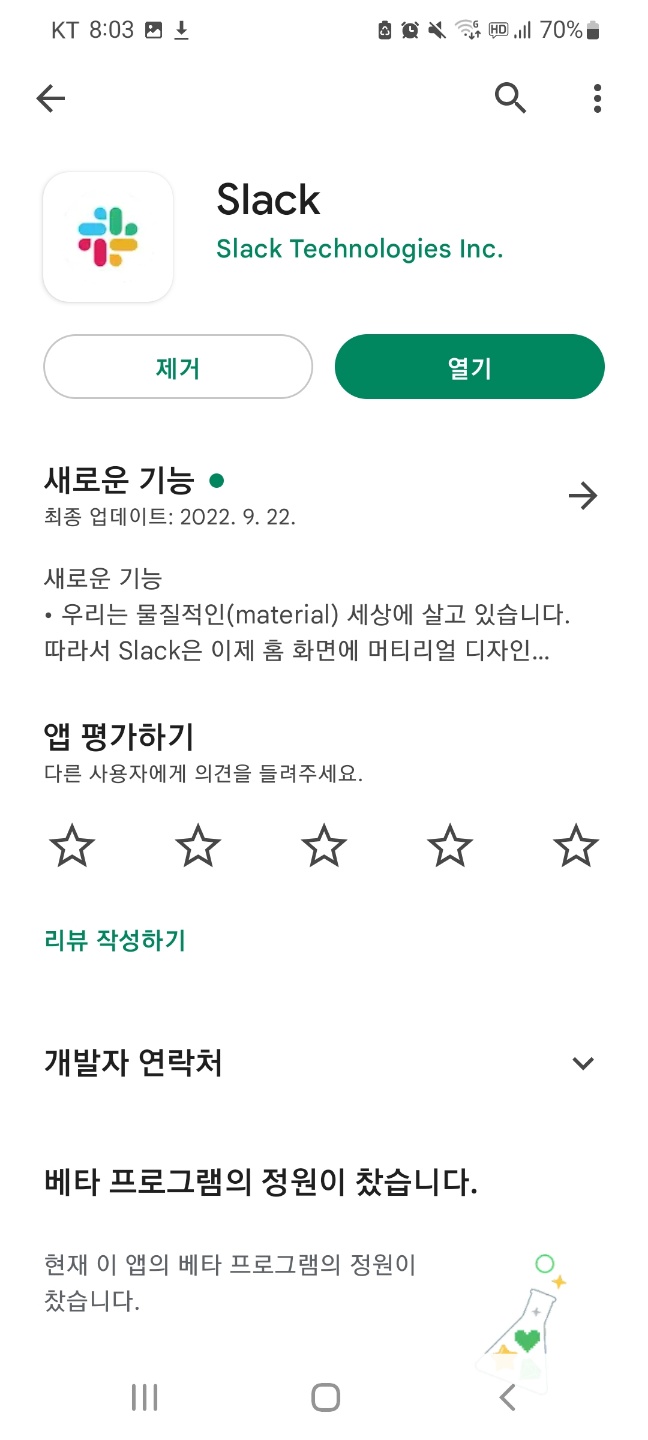 KT 8:03 HD 70%
Slack
Slack Technologies Inc.
제거 열기
새로운 기능
최종 업데이트: 2022. 9. 22.
새로운 기능
• 우리는 물질적인(material) 세상에 살고 있습니다.
따라서 Slack은 이제 홈 화면에 머티리얼 디자인...
앱 평가하기
다른 사용자에게 의견을 들려주세요.
리뷰 작성하기
개발자 연락처
베타 프로그램의 정원이 찼습니다.
현재 이 앱의 베타 프로그램의 정원이
찼습니다.